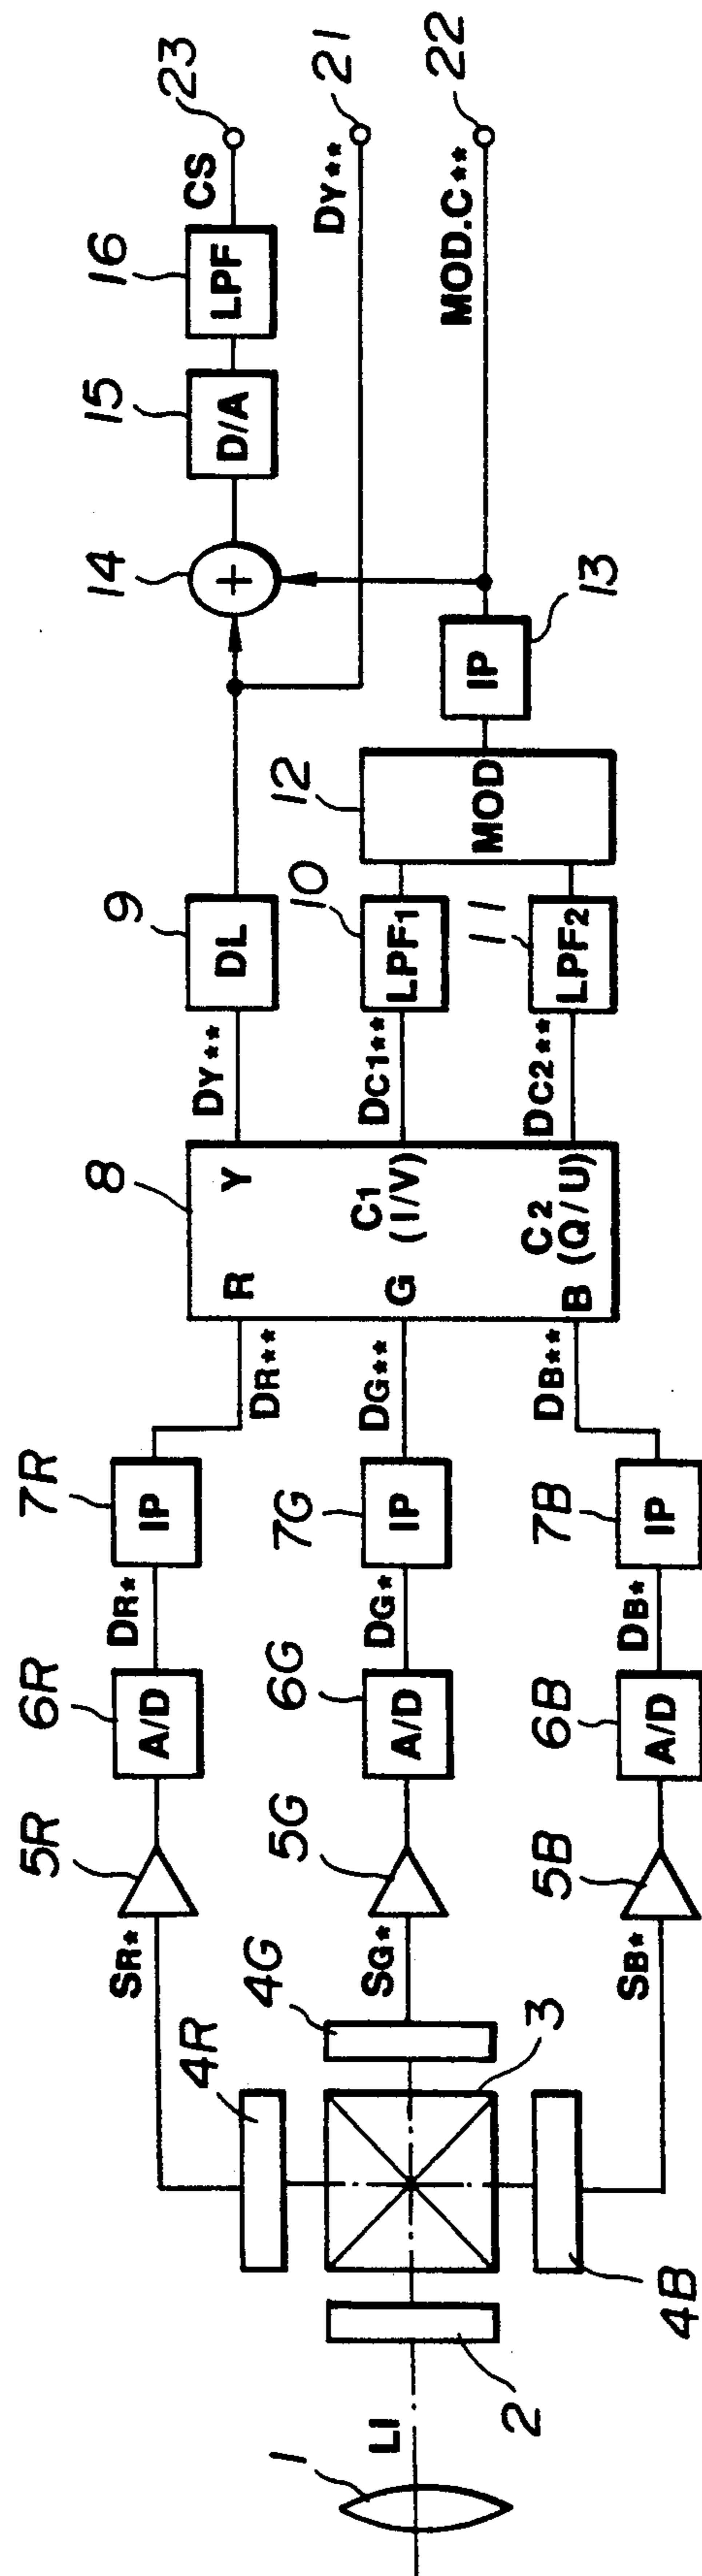 1
LI
2
3
4R
4G
4B
SR*
SG*
SB*
5R
5G
5B
6R
A/D
6G
A/D
6B
A/D
DR*
DG*
DB*
7R
IP
7G
IP
7B
IP
DR**
DG**
DB**
8
R
G
B
Y
C1
(I/V)
C2
(Q/U)
DY**
DC1**
DC2**
9
DL
10
LPF1
11
LPF2
12
MOD
13
IP
14
+
15
D/A
16
LPF
CS
23
DY**
21
MOD.C**
22